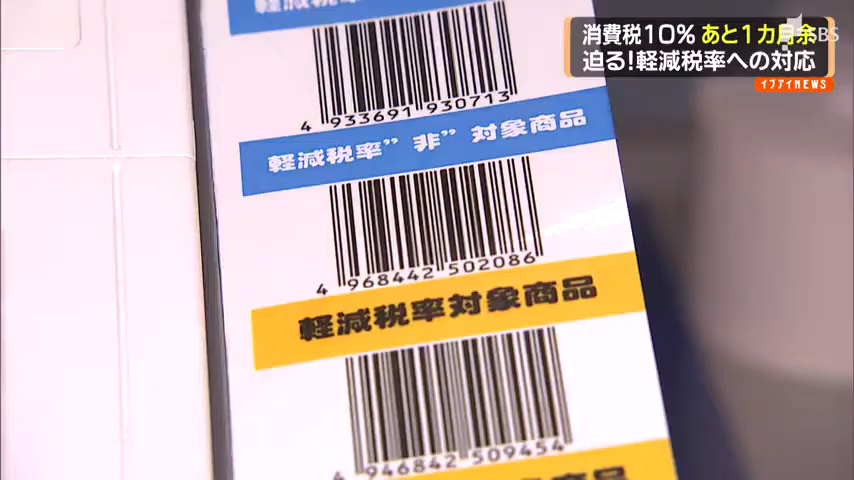 消費税10% あと1カ月余
迫る!軽減税率への対応
イブアイNEWS
SBS
4 933691 930713
軽減税率”非”対象商品
4 968442 502086
軽減税率対象商品
4 946842 509454